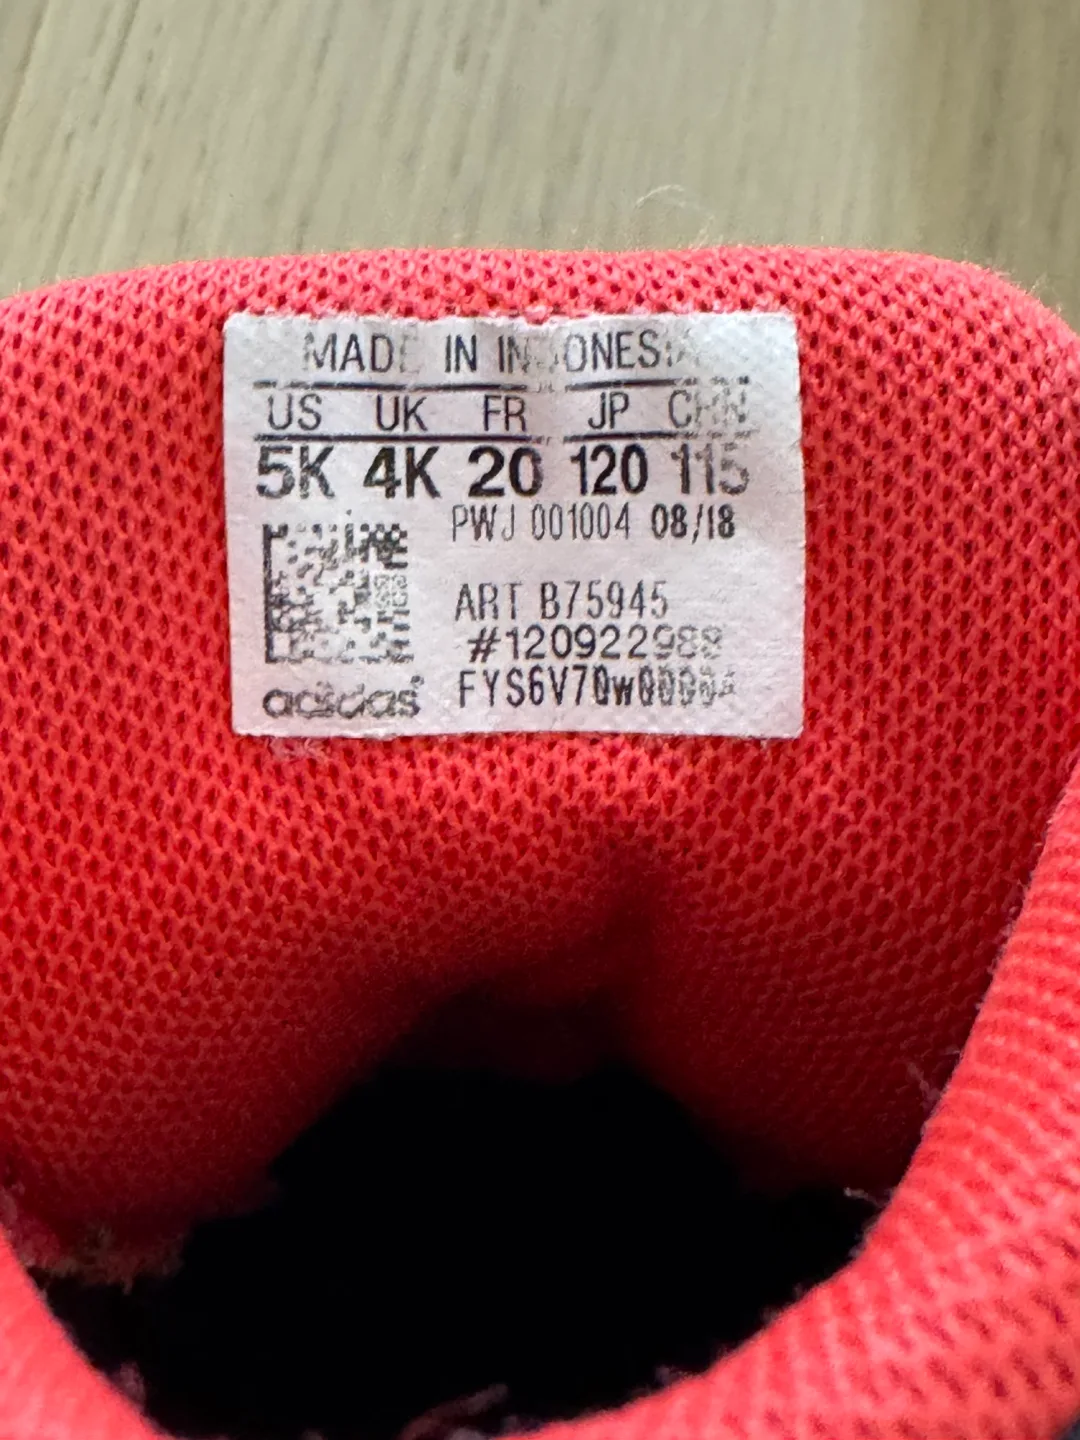 MADE IN INDONESIA
US UK FR JP CHN
5K 4K 20 120 115
PWJ 001004 08/18
ART B75945
#120922988
adidas